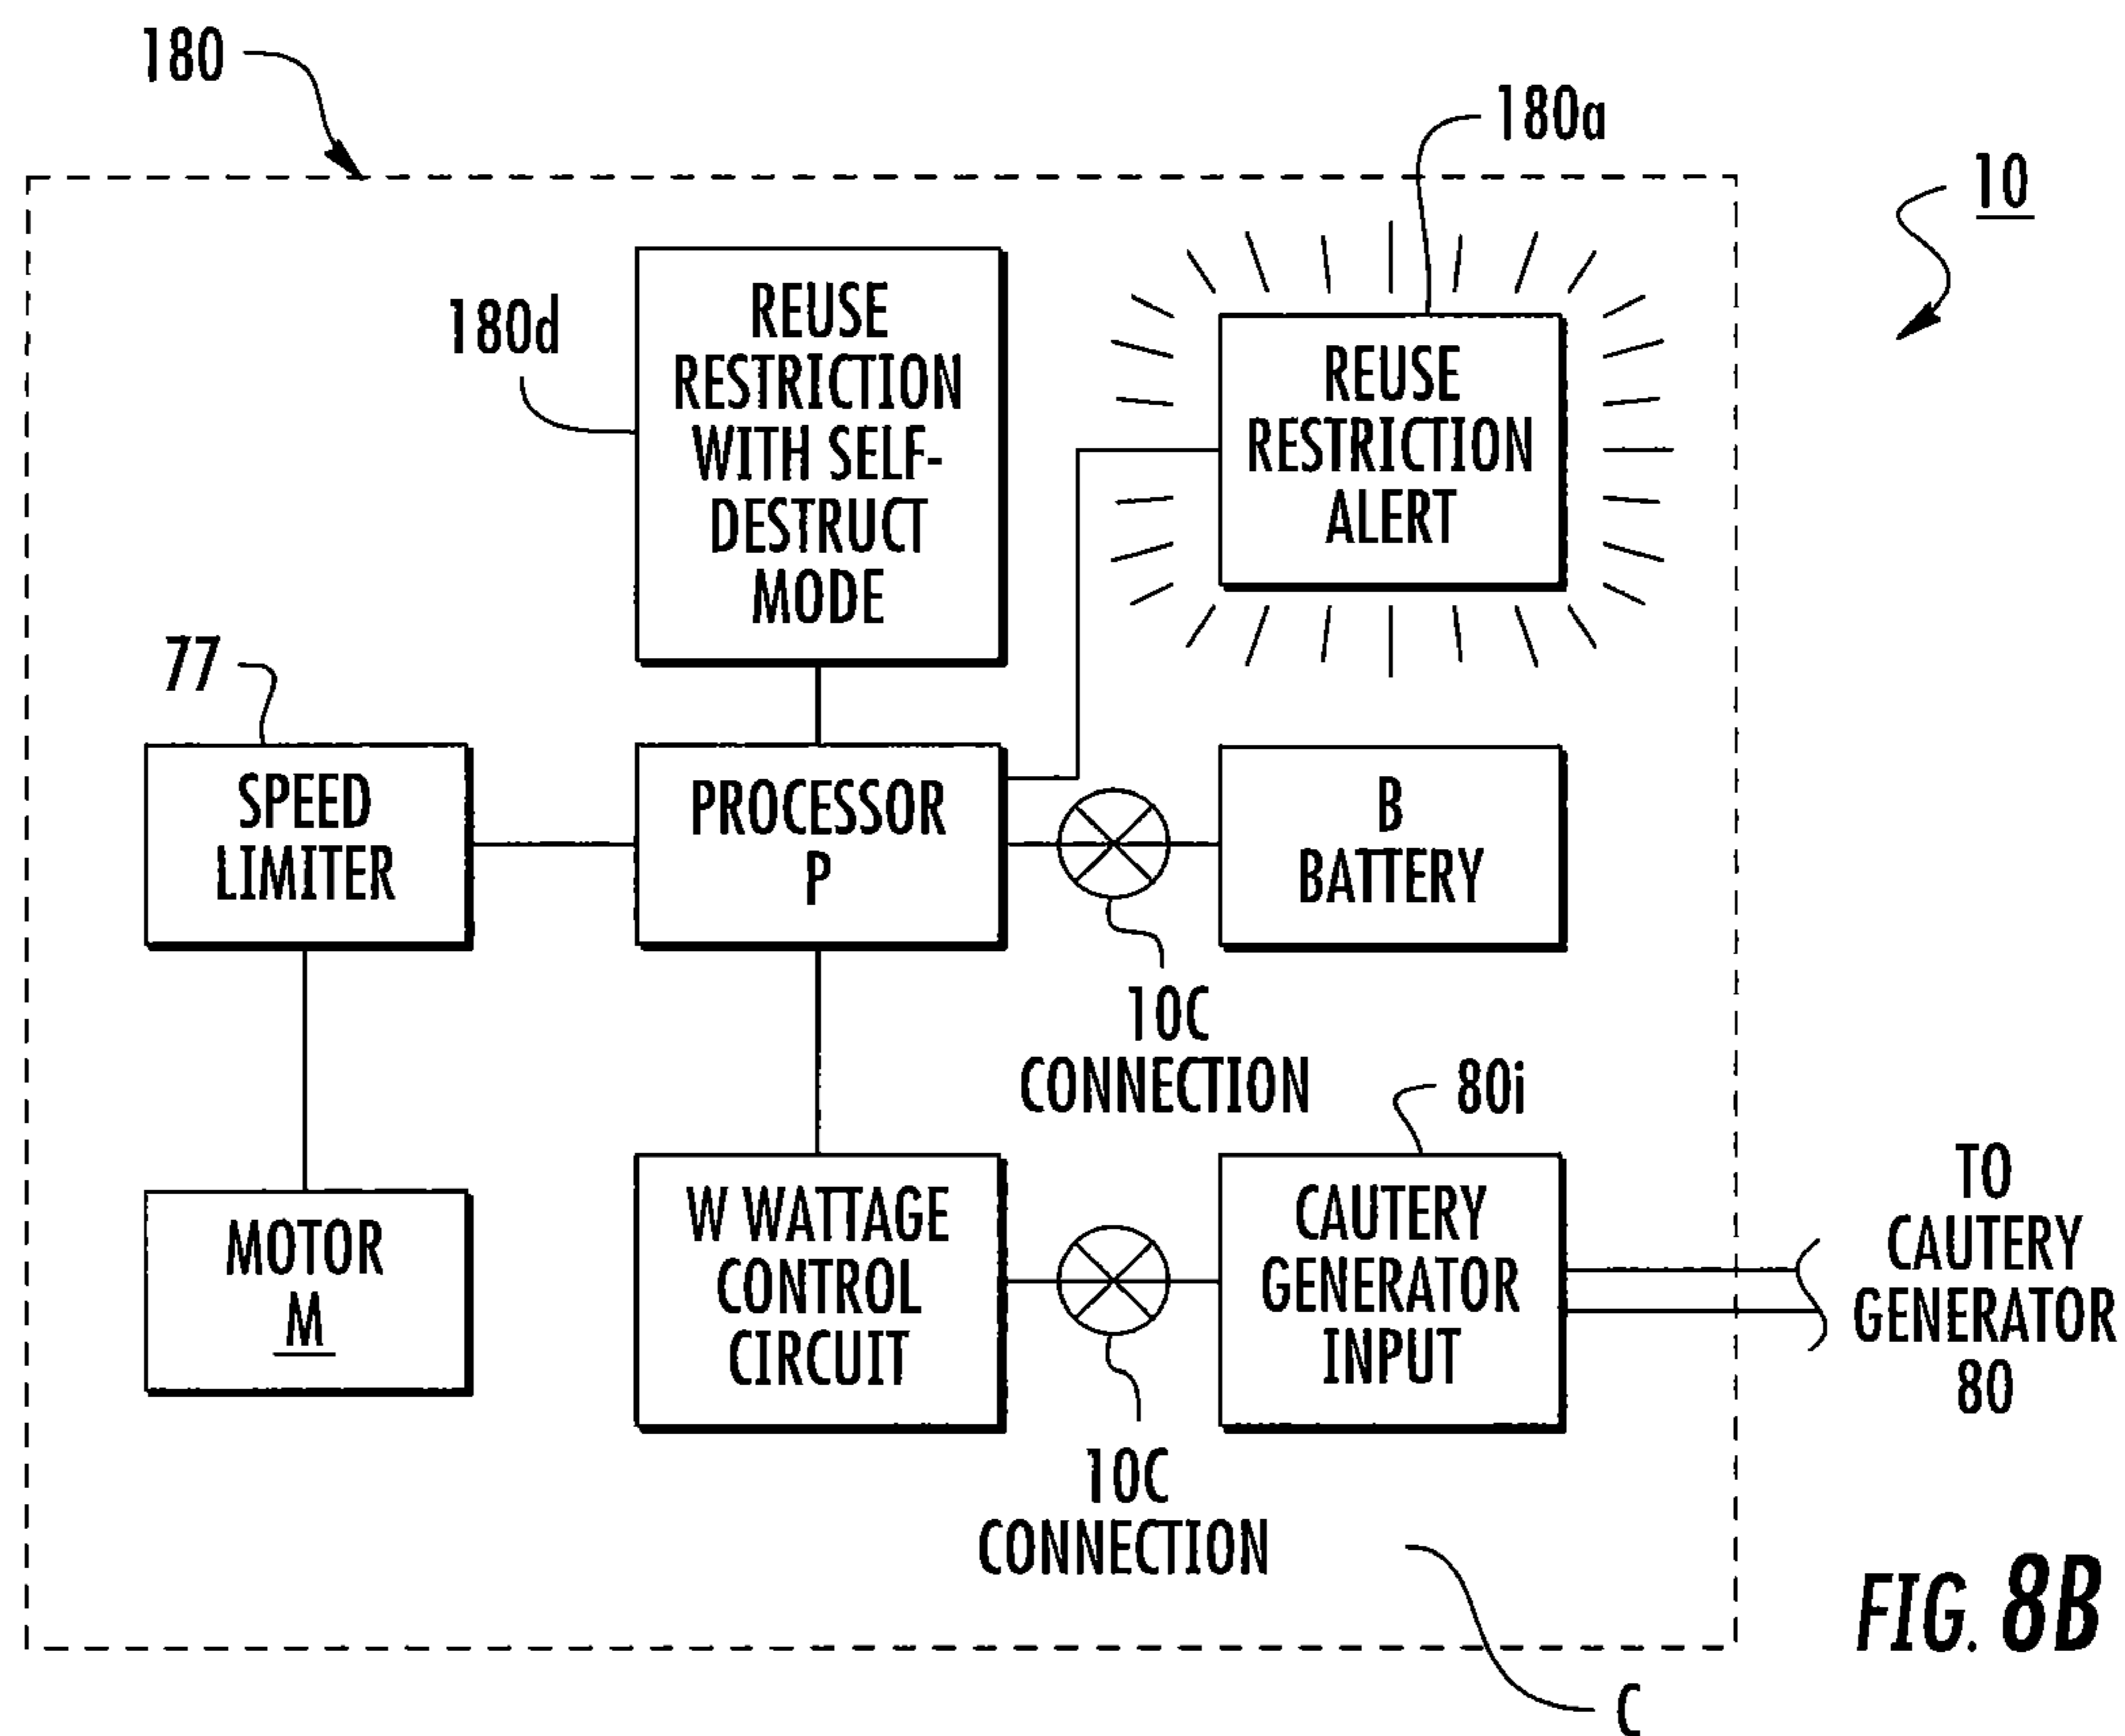 180
180a
10
180d
REUSE
RESTRICTION
WITH SELF-
DESTRUCT
MODE
REUSE
RESTRICTION
ALERT
77
SPEED
LIMITER
PROCESSOR
P
B
BATTERY
10C
CONNECTION
80i
MOTOR
M
W WATTAGE
CONTROL
CIRCUIT
CAUTERY
GENERATOR
INPUT
TO
CAUTERY
GENERATOR
80
10C
CONNECTION
FIG. 8B
C